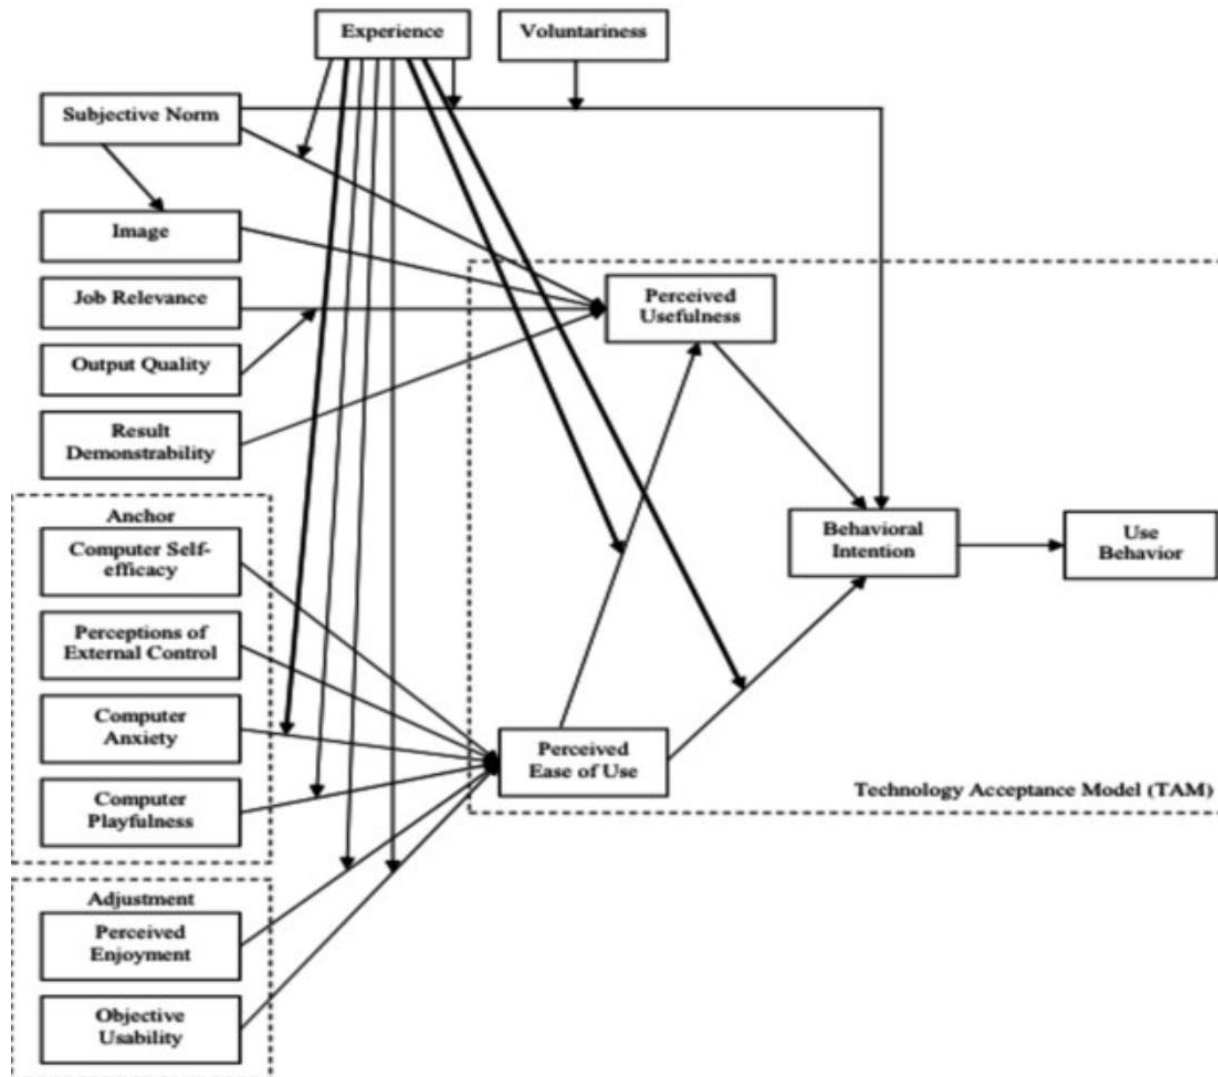 Experience
Voluntariness
Subjective Norm
Image
Job Relevance
Output Quality
Result
Demonstrability
Perceived
Usefulness
Anchor
Computer Self-
efficacy
Perceptions of
External Control
Computer
Anxiety
Computer
Playfulness
Behavioral
Intention
Use
Behavior
Perceived
Ease of Use
Technology Acceptance Model (TAM)
Adjustment
Perceived
Enjoyment
Objective
Usability